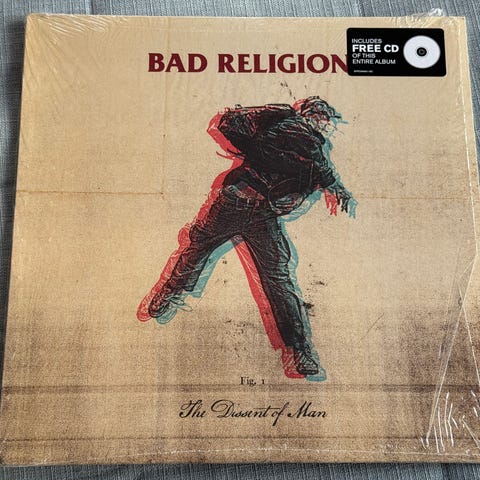 BAD RELIGION
INCLUDES
FREE CD
OF THIS
ENTIRE ALBUM
Fig. 1
The Dissent of Man